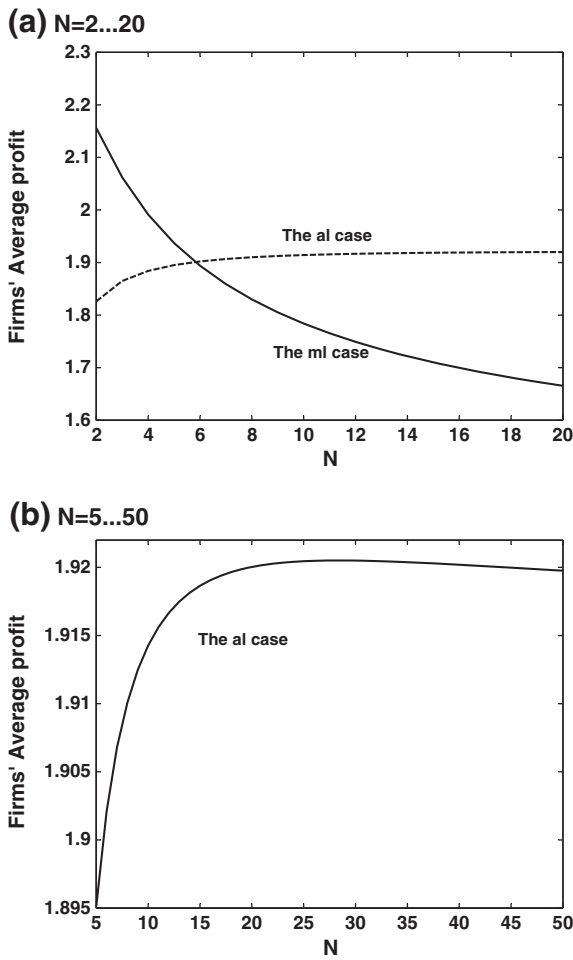 (a) N=2...20
2.3
2.2
2.1
2
1.9
1.8
1.7
1.6
Firms' Average profit
The al case
The ml case
2 4 6 8 10 12 14 16 18 20
N
(b) N=5...50
1.92
1.915
1.91
1.905
1.9
1.895
Firms' Average profit
The al case
5 10 15 20 25 30 35 40 45 50
N